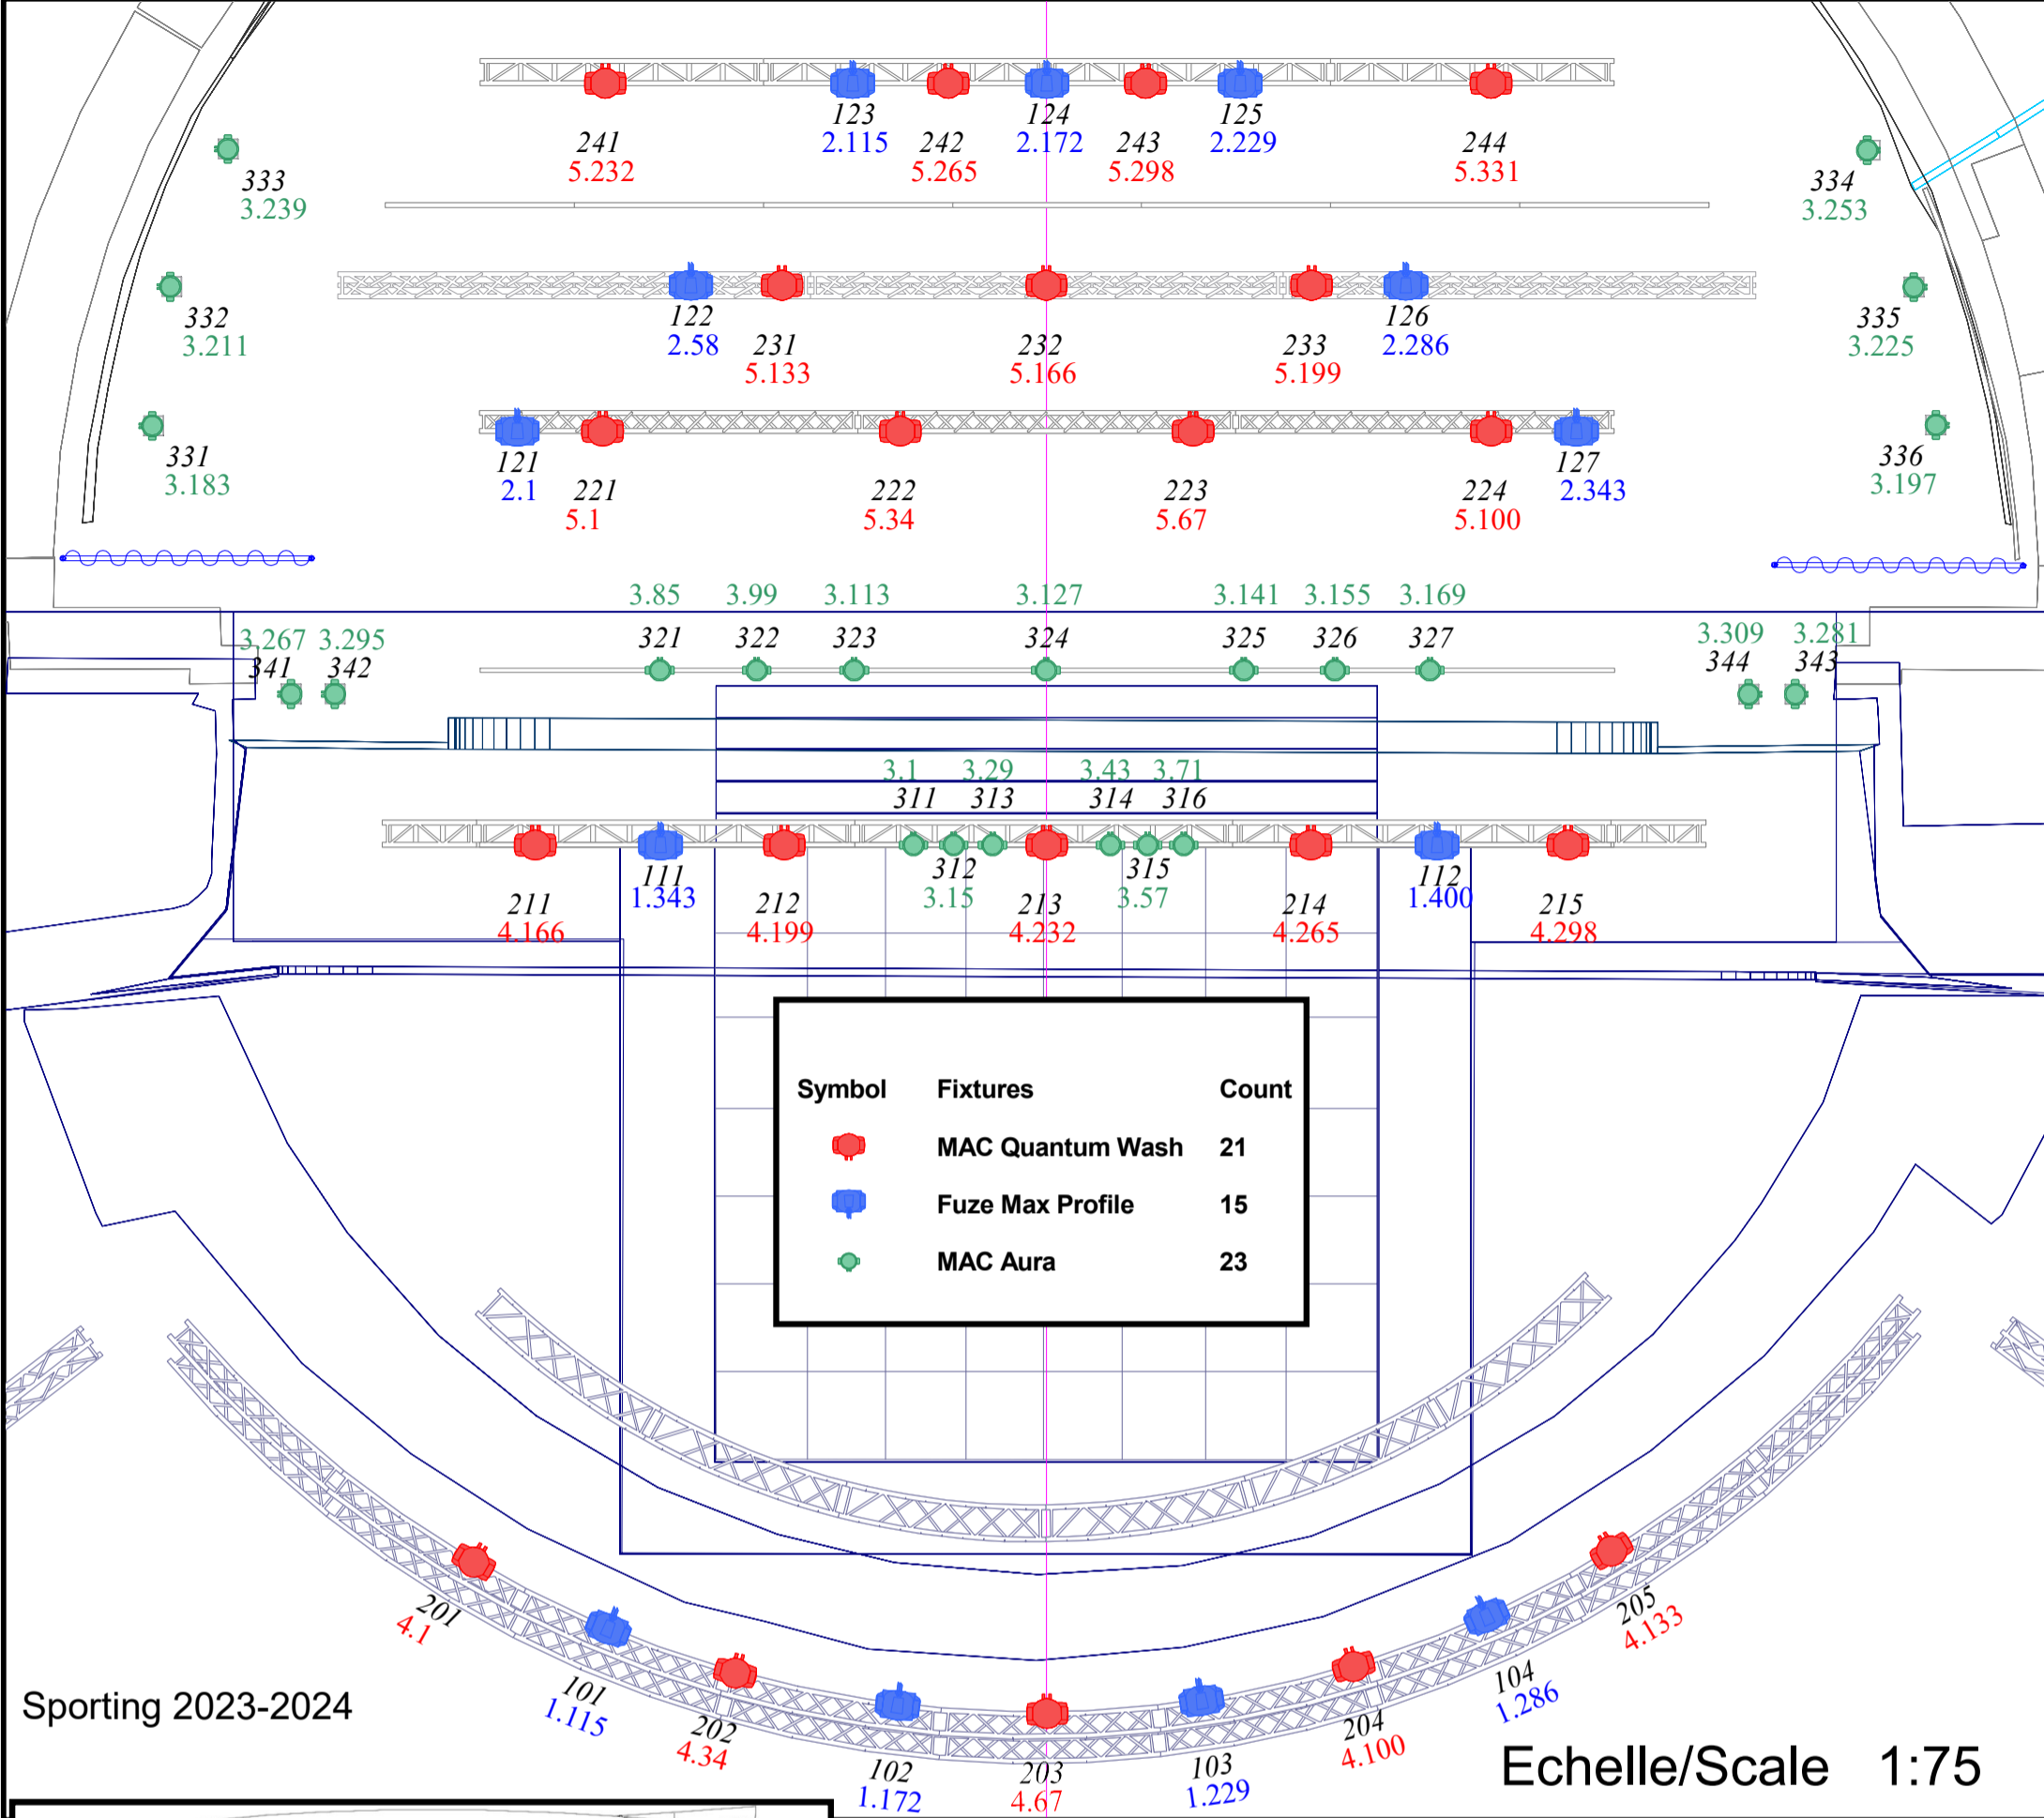 123 124 125
2.115 2.172 2.229
241 242 243 244
5.232 5.265 5.298 5.331
333 334
3.239 3.253
332 122 126 335
3.211 2.58 2.286 3.225
231 232 233
5.133 5.166 5.199
331 121 127 336
3.183 2.1 2.343 3.197
221 222 223 224
5.1 5.34 5.67 5.100
3.85 3.99 3.113 3.127 3.141 3.155 3.169
3.267 3.295 3.309 3.281
321 322 323 324 325 326 327
341 342 344 343
3.1 3.29 3.43 3.71
311 313 314 316
111 312 315 112
1.343 3.15 3.57 1.400
211 212 213 214 215
4.166 4.199 4.232 4.265 4.298
Symbol Fixtures Count
MAC Quantum Wash 21
Fuze Max Profile 15
MAC Aura 23
201
4.1
205
4.133
101
1.115
104
1.286
202
4.34
204
4.100
102
1.172
203
4.67
103
1.229
Sporting 2023-2024
Echelle/Scale 1:75